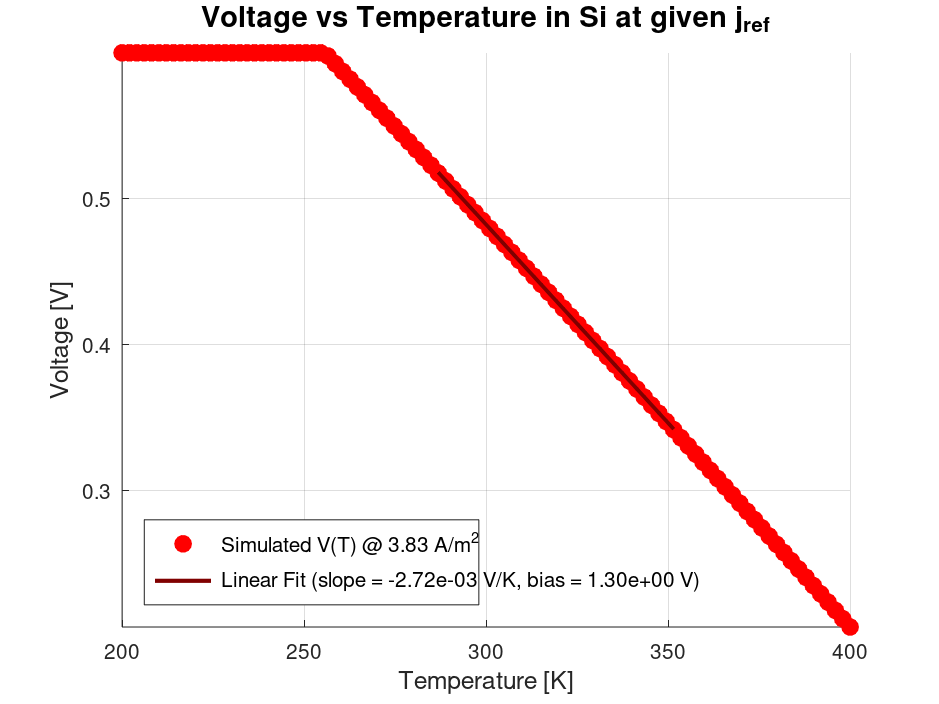 Voltage vs Temperature in Si at given j_ref
Voltage [V]
0.5
0.4
0.3
Simulated V(T) @ 3.83 A/m²
Linear Fit (slope = -2.72e-03 V/K, bias = 1.30e+00 V)
200 250 300 350 400
Temperature [K]